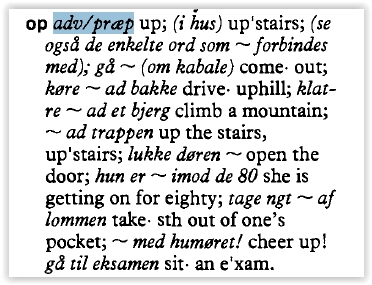 op adv/præp up; (i hus) up'stairs; (se
også de enkelte ord som ~ forbindes
med); gå ~ (om kabale) come· out;
køre ~ ad bakke drive· uphill; klat-
re ~ ad et bjerg climb a mountain;
~ ad trappen up the stairs,
up'stairs; lukke døren ~ open the
door; hun er ~ imod de 80 she is
getting on for eighty; tage ngt ~ af
lommen take· sth out of one's
pocket; ~ med humøret! cheer up!
gå til eksamen sit· an e'xam.